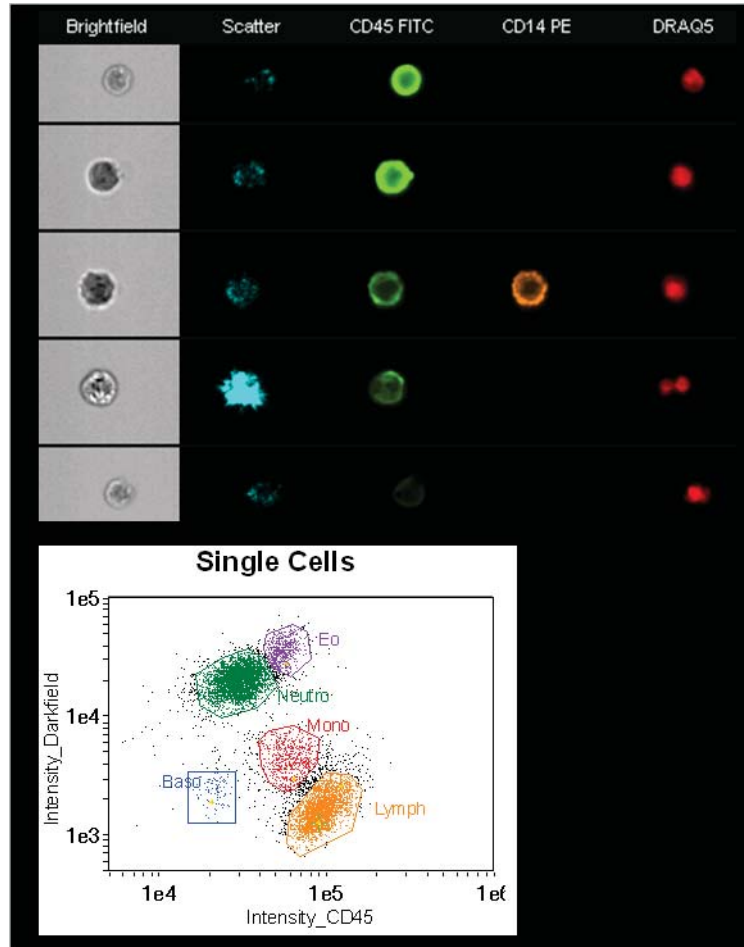 Brightfield Scatter CD45 FITC CD14 PE DRAQ5
Single Cells
1e5
Eo
Neutro
1e4
Mono
Baso
Lymph
1e3
Intensity_Darkfield
1e4 1e5 1e6
Intensity_CD45